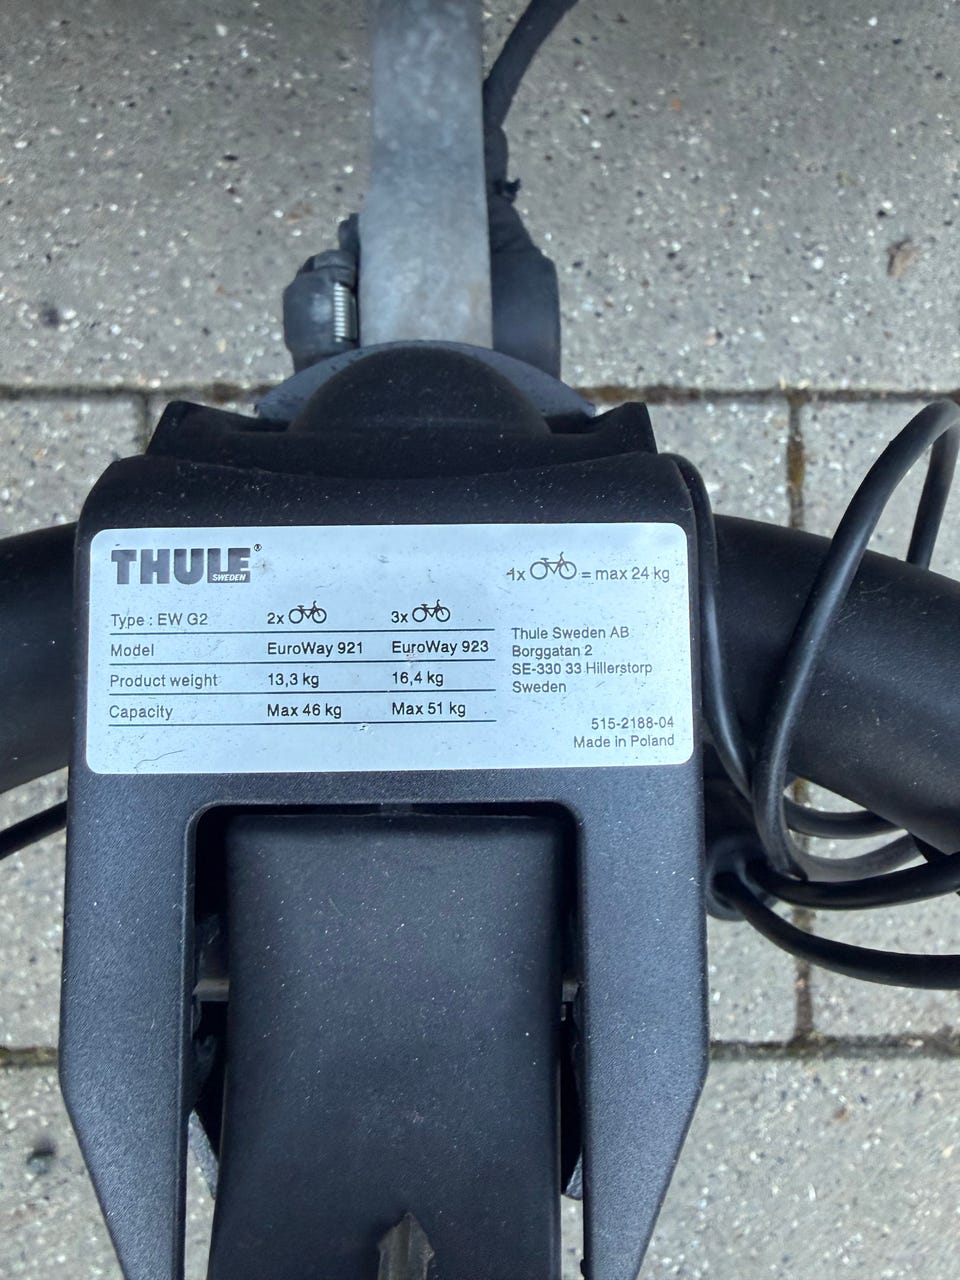 THULE®
SWEDEN
1x = max 24 kg
Type : EW G2 2x 3x
Model EuroWay 921 EuroWay 923
Product weight 13,3 kg 16,4 kg
Capacity Max 46 kg Max 51 kg
Thule Sweden AB
Borggatan 2
SE-330 33 Hillerstorp
Sweden
515-2188-04
Made in Poland